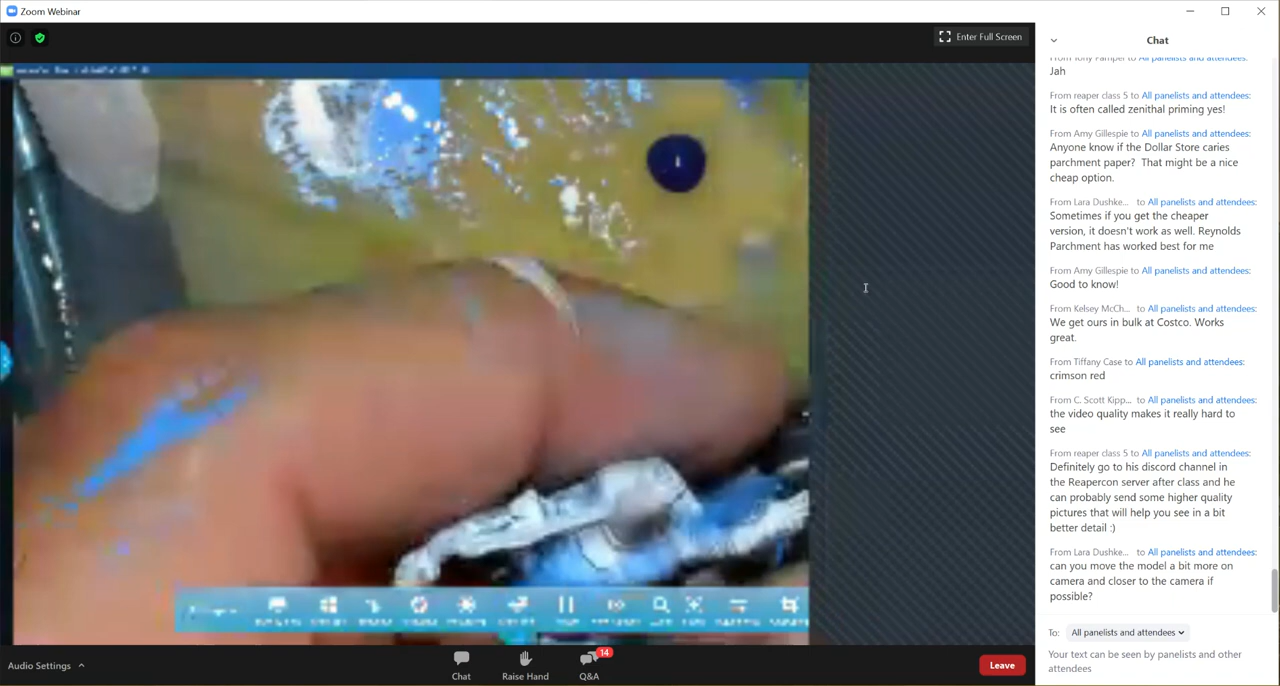 Zoom Webinar
Enter Full Screen
Chat
Jah
From reaper class 5 to All panelists and attendees:
It is often called zenithal priming yes!
From Amy Gillespie to All panelists and attendees:
Anyone know if the Dollar Store caries
parchment paper? That might be a nice
cheap option.
From Lara Dushke... to All panelists and attendees:
Sometimes if you get the cheaper
version, it doesn't work as well. Reynolds
Parchment has worked best for me
From Amy Gillespie to All panelists and attendees:
Good to know!
From Kelsey McCh... to All panelists and attendees:
We get ours in bulk at Costco. Works
great.
From Tiffany Case to All panelists and attendees:
crimson red
From C. Scott Kipp... to All panelists and attendees:
the video quality makes it really hard to
see
From reaper class 5 to All panelists and attendees:
Definitely go to his discord channel in
the Reapercon server after class and he
can probably send some higher quality
pictures that will help you see in a bit
better detail :)
From Lara Dushke... to All panelists and attendees:
can you move the model a bit more on
camera and closer to the camera if
possible?
To: All panelists and attendees
Your text can be seen by panelists and other
attendees
Audio Settings
Chat
Raise Hand
14
Q&A
Leave